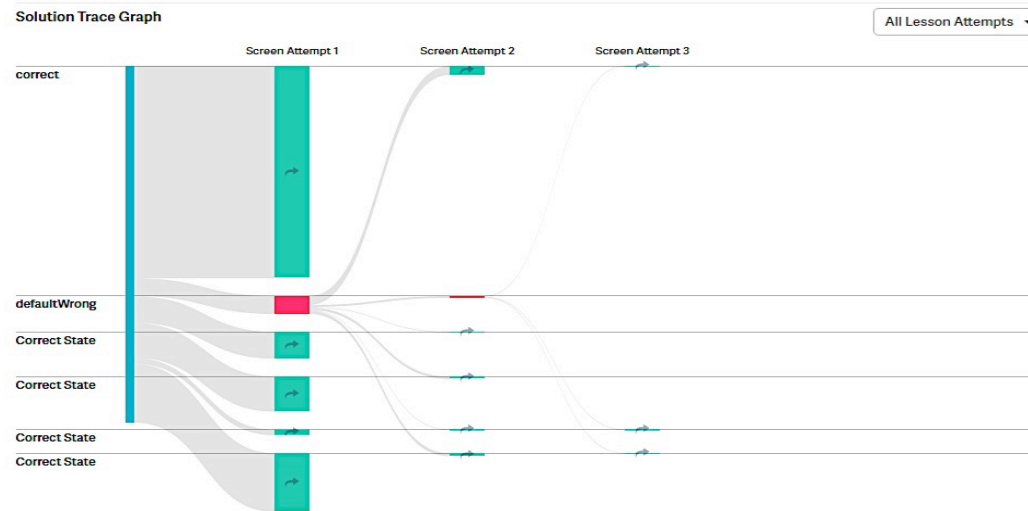 Solution Trace Graph
All Lesson Attempts
Screen Attempt 1 Screen Attempt 2 Screen Attempt 3
correct
defaultWrong
Correct State
Correct State
Correct State
Correct State